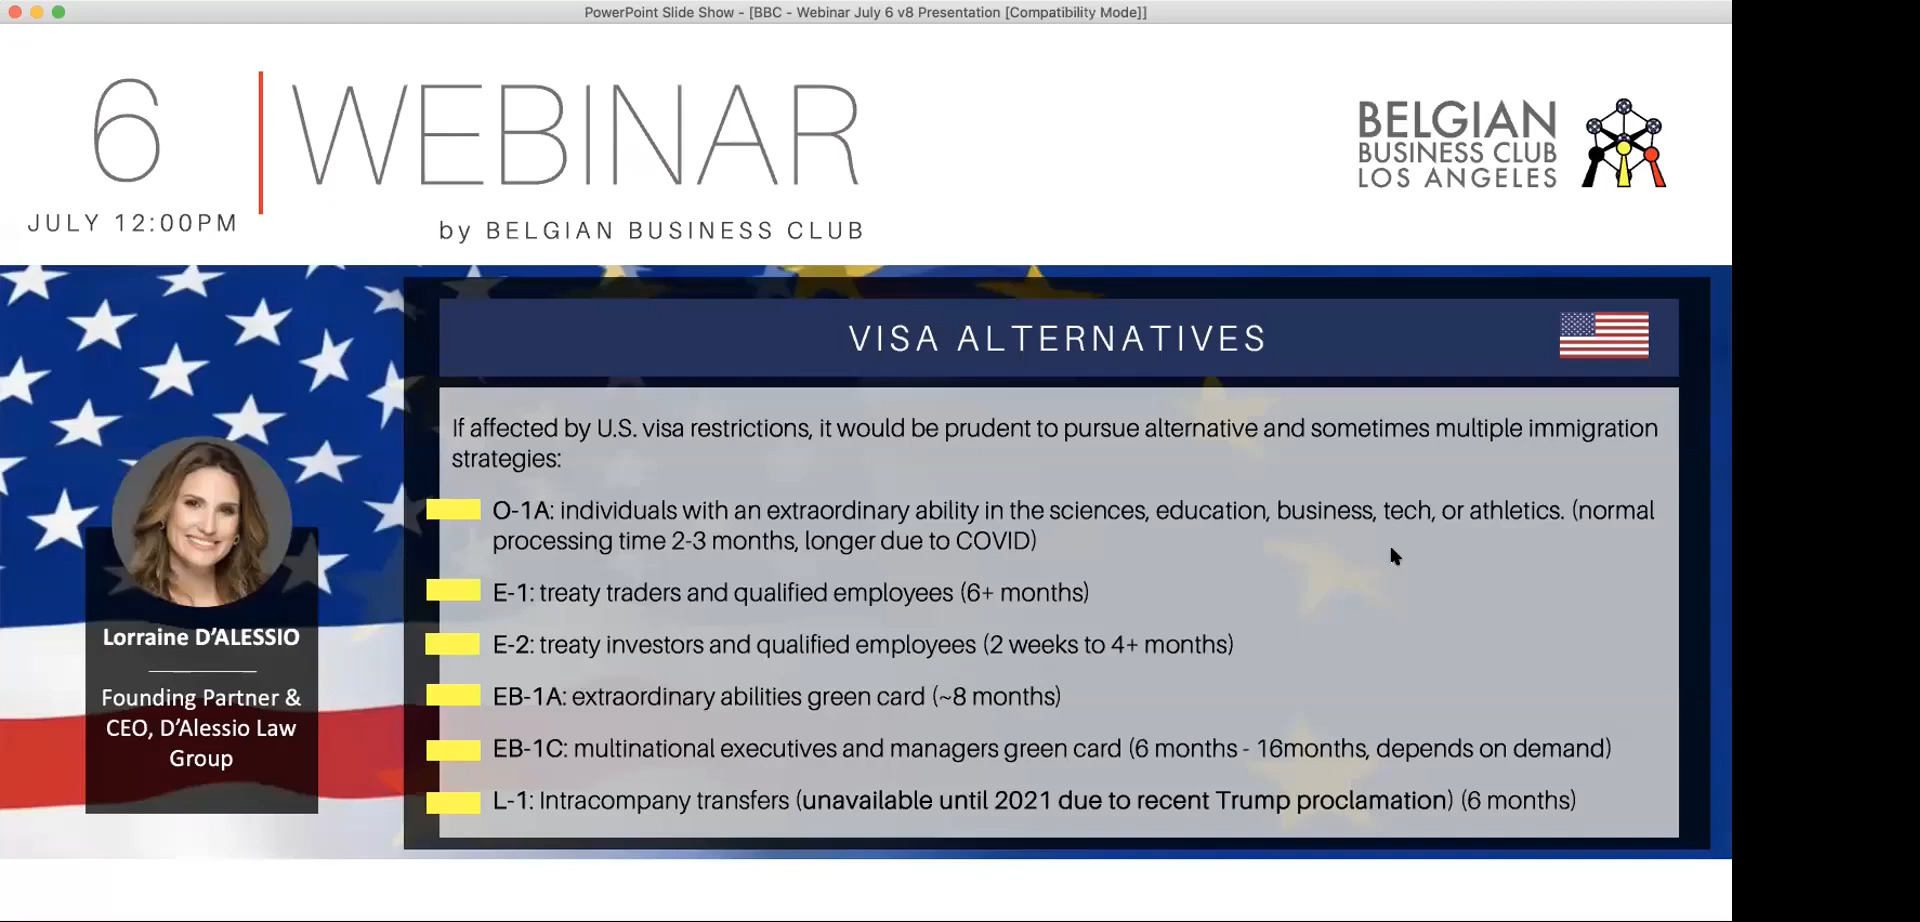 PowerPoint Slide Show - [BBC - Webinar July 6 v8 Presentation [Compatibility Mode]]
6
WEBINAR
JULY 12:00PM
by BELGIAN BUSINESS CLUB
BELGIAN
BUSINESS CLUB
LOS ANGELES
VISA ALTERNATIVES
If affected by U.S. visa restrictions, it would be prudent to pursue alternative and sometimes multiple immigration
strategies:
O-1A: individuals with an extraordinary ability in the sciences, education, business, tech, or athletics. (normal
processing time 2-3 months, longer due to COVID)
E-1: treaty traders and qualified employees (6+ months)
E-2: treaty investors and qualified employees (2 weeks to 4+ months)
EB-1A: extraordinary abilities green card (~8 months)
EB-1C: multinational executives and managers green card (6 months - 16months, depends on demand)
L-1: Intracompany transfers (unavailable until 2021 due to recent Trump proclamation) (6 months)
Lorraine D’ALESSIO
Founding Partner &
CEO, D’Alessio Law
Group